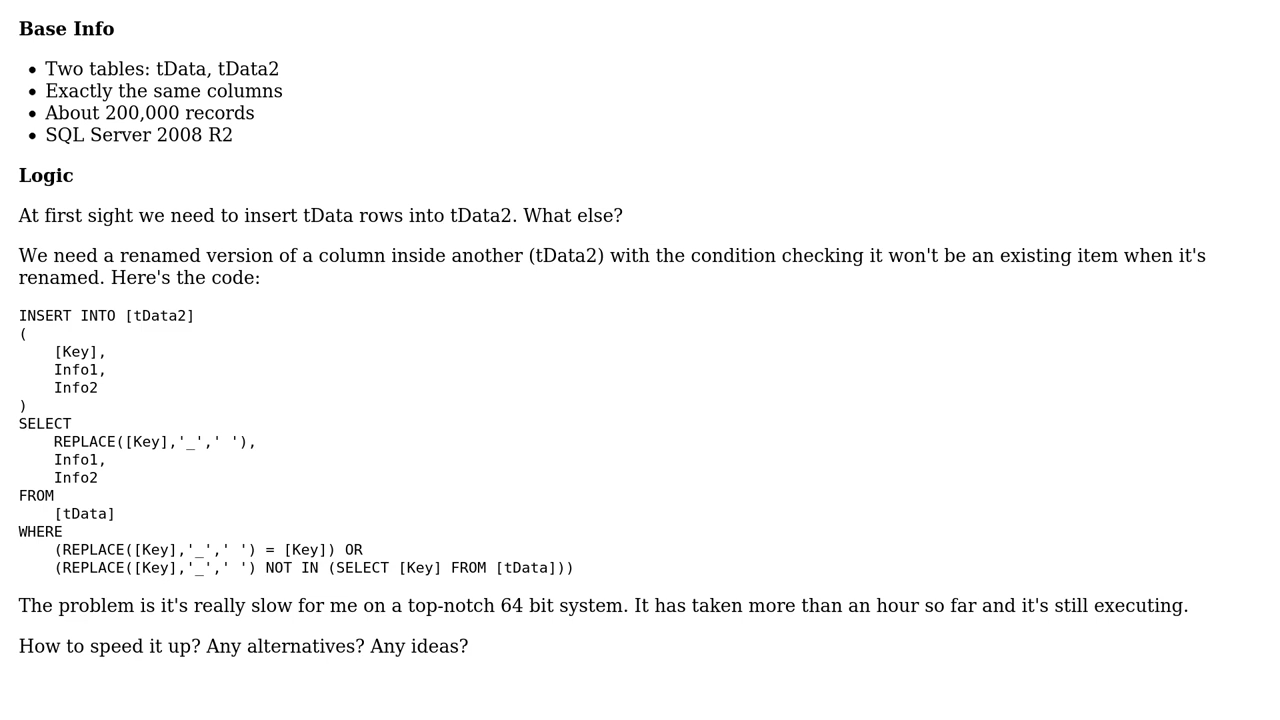 Base Info
• Two tables: tData, tData2
• Exactly the same columns
• About 200,000 records
• SQL Server 2008 R2
Logic
At first sight we need to insert tData rows into tData2. What else?
We need a renamed version of a column inside another (tData2) with the condition checking it won't be an existing item when it's
renamed. Here's the code:
INSERT INTO [tData2]
(
    [Key],
    Info1,
    Info2
)
SELECT
    REPLACE([Key],'_',' '),
    Info1,
    Info2
FROM
    [tData]
WHERE
    (REPLACE([Key],'_',' ') = [Key]) OR
    (REPLACE([Key],'_',' ') NOT IN (SELECT [Key] FROM [tData]))
The problem is it's really slow for me on a top-notch 64 bit system. It has taken more than an hour so far and it's still executing.
How to speed it up? Any alternatives? Any ideas?